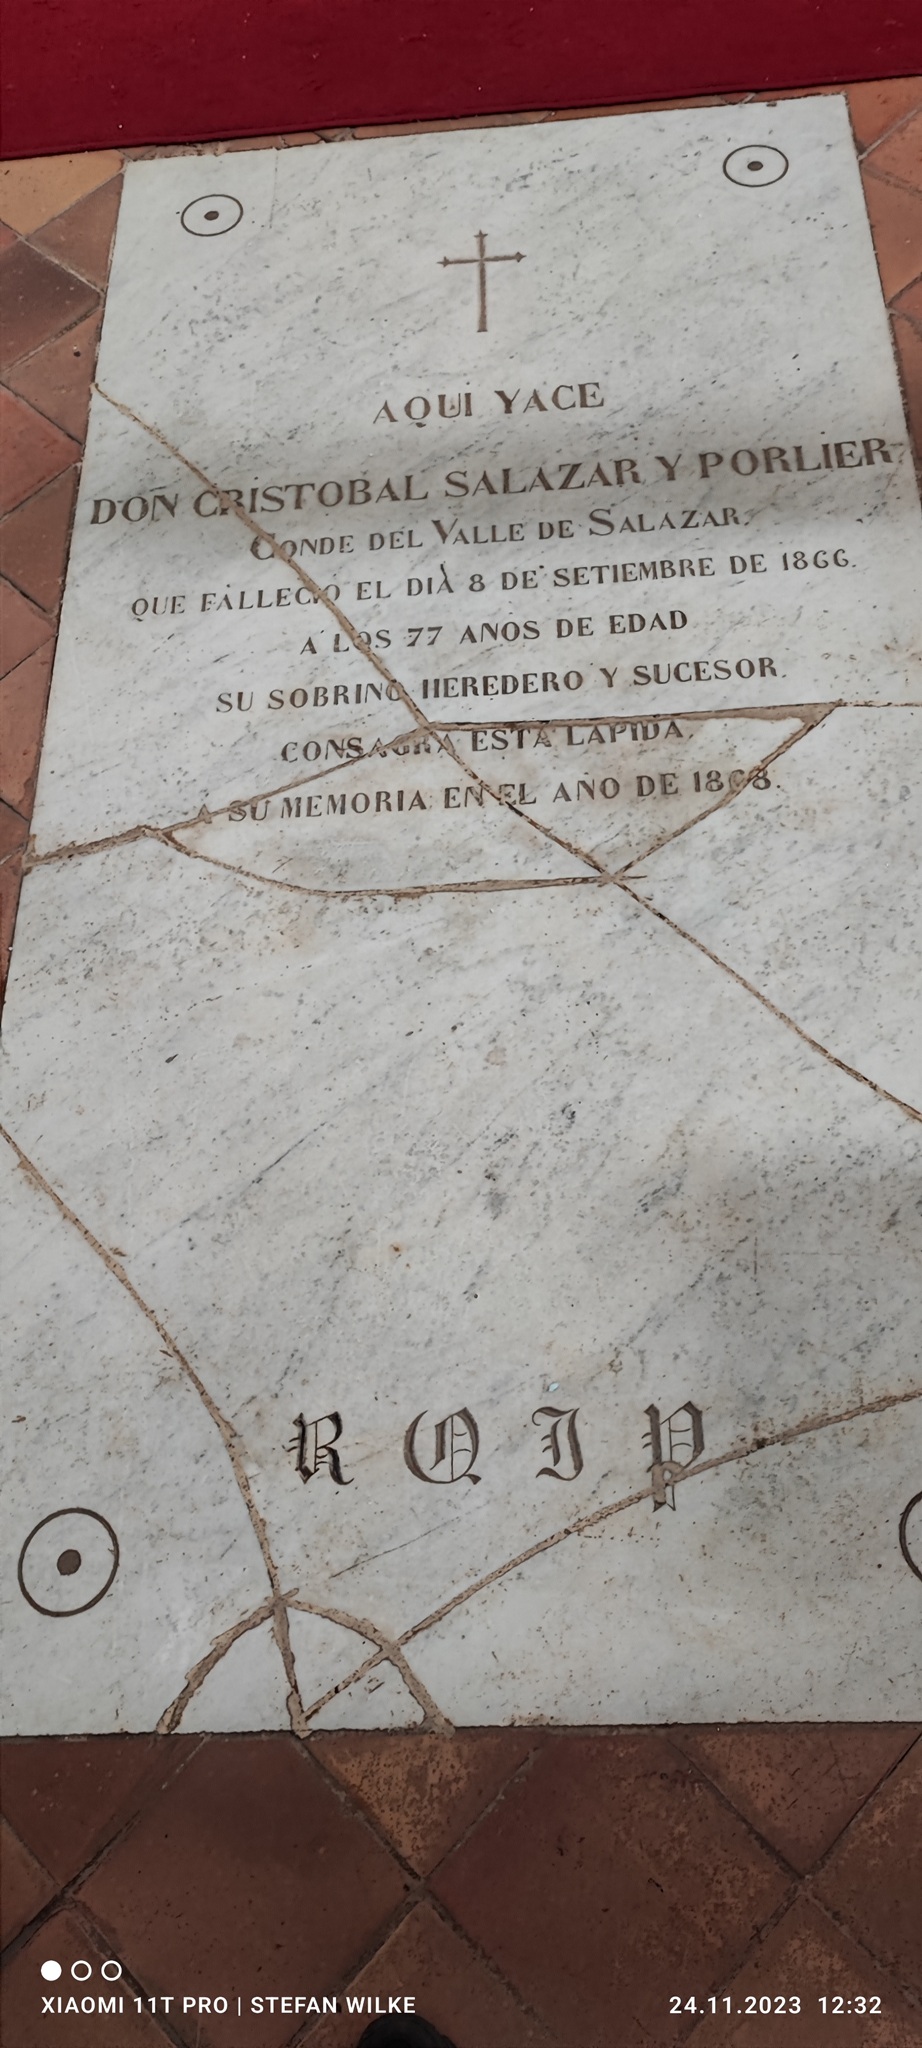 AQUI YACE
DON CRISTOBAL SALAZAR Y PORLIER
CONDE DEL VALLE DE SALAZAR.
QUE FALLECIO EL DIA 8 DE SETIEMBRE DE 1866.
A LOS 77 ANOS DE EDAD
SU SOBRINO HEREDERO Y SUCESOR.
CONSAGRA ESTA LAPIDA.
A SU MEMORIA EN EL AÑO DE 1868.
R Q I P
XIAOMI 11T PRO | STEFAN WILKE
24.11.2023 12:32